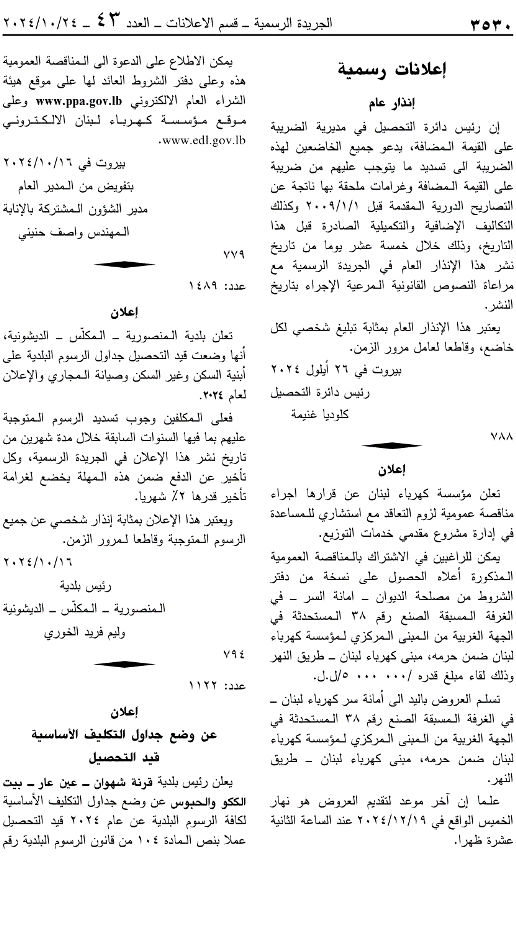 ٣٥٣٠
الجريدة الرسمية – قسم الاعلانات – العدد ٤٣ – ٢٠٢٤/١٠/٢٤
إعلانات رسمية
إنذار عام
إن رئيس دائرة التحصيل في مديرية الضريبة
على القيمة المضافة، يدعو جميع الخاضعين لهذه
الضريبة الى تسديد ما يتوجب عليهم من ضريبة
على القيمة المضافة وغرامات ملحقة بها ناتجة عن
التصاريح الدورية المقدمة قبل ٢٠٠٩/١/١ وكذلك
التكاليف الإضافية والتكميلية الصادرة قبل هذا
التاريخ، وذلك خلال خمسة عشر يوما من تاريخ
نشر هذا الإنذار العام في الجريدة الرسمية مع
مراعاة النصوص القانونية المرعية الإجراء بتاريخ
النشر.
يعتبر هذا الإنذار العام بمثابة تبليغ شخصي لكل
خاضع، وقاطعا لعامل مرور الزمن.
بيروت في ٢٦ أيلول ٢٠٢٤
رئيس دائرة التحصيل
كلوديا غنيمة
٧٨٨
إعلان
تعلن مؤسسة كهرباء لبنان عن قرارها اجراء
مناقصة عمومية لزوم التعاقد مع استشاري للمساعدة
في إدارة مشروع مقدمي خدمات التوزيع.
يمكن للراغبين في الاشتراك بالمناقصة العمومية
المذكورة أعلاه الحصول على نسخة من دفتر
الشروط من مصلحة الديوان – امانة السر – في
الغرفة المسبقة الصنع رقم ٣٨ المستحدثة في
الجهة الغربية من المبنى المركزي لمؤسسة كهرباء
لبنان ضمن حرمه، مبنى كهرباء لبنان – طريق النهر
وذلك لقاء مبلغ قدره /٥ ٠٠٠ ٠٠٠/ل.ل.
تسلم العروض باليد الى أمانة سر كهرباء لبنان –
في الغرفة المسبقة الصنع رقم ٣٨ المستحدثة في
الجهة الغربية من المبنى المركزي لمؤسسة كهرباء
لبنان ضمن حرمه، مبنى كهرباء لبنان – طريق
النهر.
علما إن آخر موعد لتقديم العروض هو نهار
الخميس الواقع في ٢٠٢٤/١٢/١٩ عند الساعة الثانية
عشرة ظهرا.
يمكن الاطلاع على الدعوة الى المناقصة العمومية
هذه وعلى دفتر الشروط العائد لها على موقع هيئة
الشراء العام الالكتروني www.ppa.gov.lb وعلى
موقع مؤسسة كهرباء لبنان الالكتروني
www.edl.gov.lb.
بيروت في ٢٠٢٤/١٠/١٦
بتفويض من المدير العام
مدير الشؤون المشتركة بالإنابة
المهندس واصف حنيني
٧٧٩
عدد: ١٤٨٩
إعلان
تعلن بلدية المنصورية – المكلّس – الديشونية،
أنها وضعت قيد التحصيل جداول الرسوم البلدية على
أبنية السكن وغير السكن وصيانة المجاري والإعلان
لعام ٢٠٢٤.
فعلى المكلفين وجوب تسديد الرسوم المتوجبة
عليهم بما فيها السنوات السابقة خلال مدة شهرين من
تاريخ نشر هذا الإعلان في الجريدة الرسمية، وكل
تأخير عن الدفع ضمن هذه المهلة يخضع لغرامة
تأخير قدرها ٢٪ شهريا.
ويعتبر هذا الإعلان بمثابة إنذار شخصي عن جميع
الرسوم المتوجبة وقاطعا لمرور الزمن.
٢٠٢٤/١٠/١٦
رئيس بلدية
المنصورية – المكلّس – الديشونية
وليم فريد الخوري
٧٩٤
عدد: ١١٢٢
إعلان
عن وضع جداول التكليف الأساسية
قيد التحصيل
يعلن رئيس بلدية قرنة شهوان – عين عار – بيت
الككو والحبوس عن وضع جداول التكليف الأساسية
لكافة الرسوم البلدية عن عام ٢٠٢٤ قيد التحصيل
عملا بنص المادة ١٠٤ من قانون الرسوم البلدية رقم